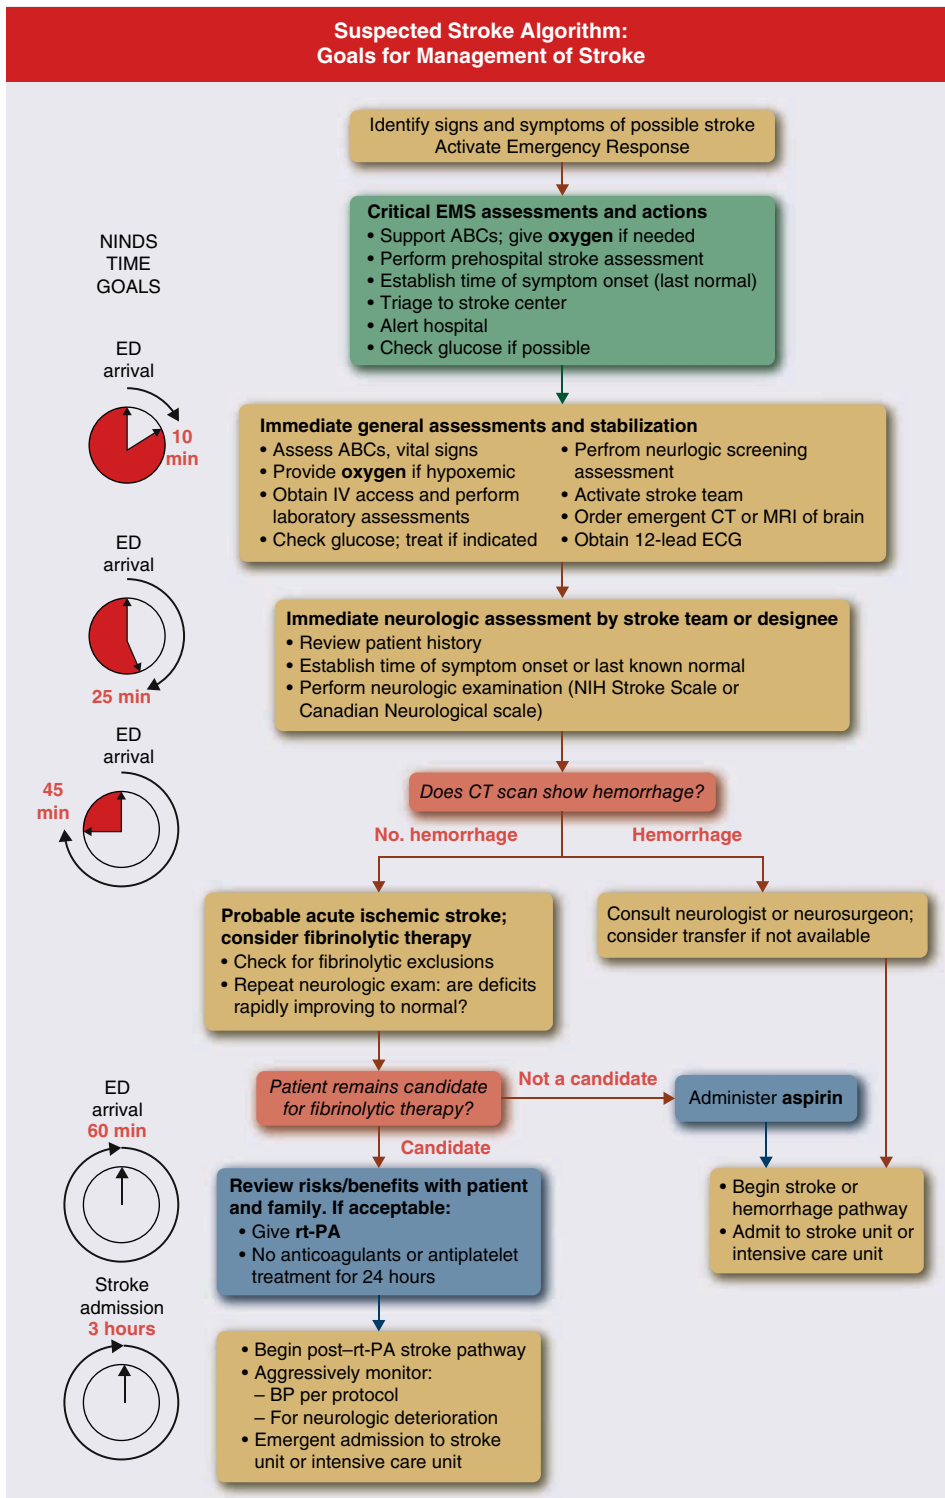 Suspected Stroke Algorithm:
Goals for Management of Stroke
Identify signs and symptoms of possible stroke
Activate Emergency Response
Critical EMS assessments and actions
• Support ABCs; give oxygen if needed
• Perform prehospital stroke assessment
• Establish time of symptom onset (last normal)
• Triage to stroke center
• Alert hospital
• Check glucose if possible
NINDS
TIME
GOALS
ED
arrival
10
min
Immediate general assessments and stabilization
• Assess ABCs, vital signs
• Provide oxygen if hypoxemic
• Obtain IV access and perform
laboratory assessments
• Check glucose; treat if indicated
• Perfrom neurlogic screening
assessment
• Activate stroke team
• Order emergent CT or MRI of brain
• Obtain 12-lead ECG
ED
arrival
25 min
Immediate neurologic assessment by stroke team or designee
• Review patient history
• Establish time of symptom onset or last known normal
• Perform neurologic examination (NIH Stroke Scale or
Canadian Neurological scale)
ED
arrival
45
min
Does CT scan show hemorrhage?
No. hemorrhage
Hemorrhage
Probable acute ischemic stroke;
consider fibrinolytic therapy
• Check for fibrinolytic exclusions
• Repeat neurologic exam: are deficits
rapidly improving to normal?
Consult neurologist or neurosurgeon;
consider transfer if not available
ED
arrival
60 min
Patient remains candidate
for fibrinolytic therapy?
Not a candidate
Administer aspirin
Candidate
Review risks/benefits with patient
and family. If acceptable:
• Give rt-PA
• No anticoagulants or antiplatelet
treatment for 24 hours
• Begin stroke or
hemorrhage pathway
• Admit to stroke unit or
intensive care unit
Stroke
admission
3 hours
• Begin post–rt-PA stroke pathway
• Aggressively monitor:
– BP per protocol
– For neurologic deterioration
• Emergent admission to stroke
unit or intensive care unit